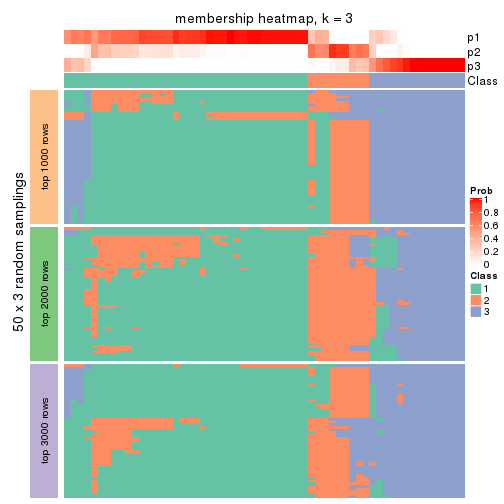 membership heatmap, k = 3
p1
p2
p3
Class
50 x 3 random samplings
top 1000 rows
top 2000 rows
top 3000 rows
Prob
1
0.8
0.6
0.4
0.2
0
Class
1
2
3